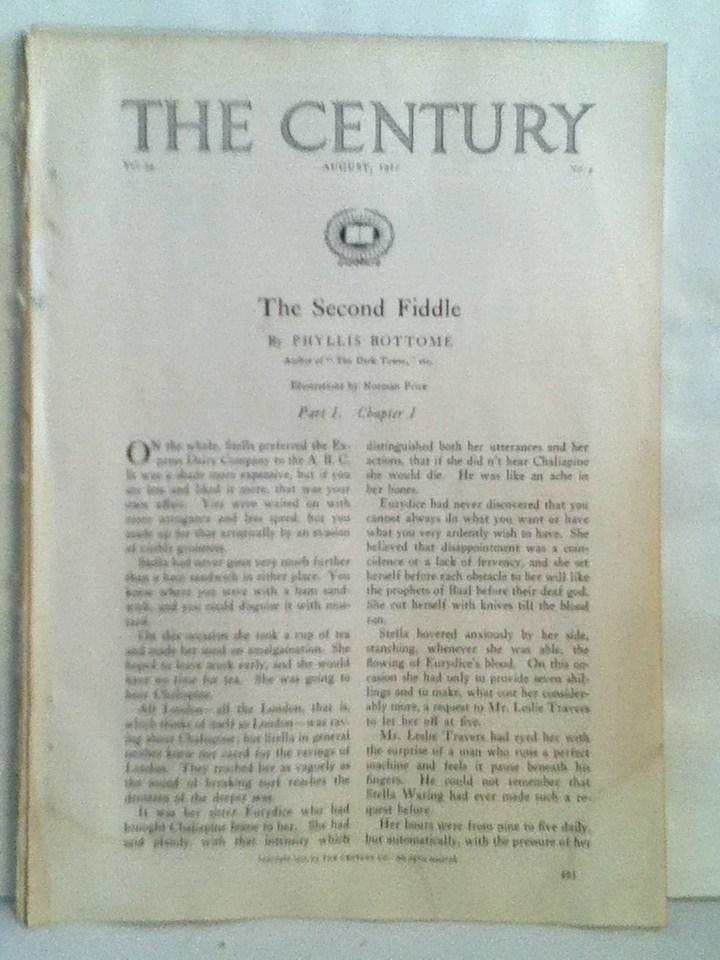 THE CENTURY
AUGUST,
The Second Fiddle
By PHYLLIS BOTTOME
Author of "The Dark Tower," etc.
Illustrations by Norman Price
Part I. Chapter I
ON the whole, Stella preferred the Ex-
press Dairy Company to the A. B. C.
It was a shade more expensive, but if you
ate less and liked it more, that was your
own affair. You were waited on with
more arrogance and less speed, but you
made up for that artistically by an evasion
of visible grossness.
Stella had never gone very much further
than a ham sandwich in either place. You
knew where you were with a ham sand-
wich, and you could disguise it with mus-
tard.
On this occasion she took a cup of tea
and made her meal an amalgamation. She
hoped to leave work early, and she would
have no time for tea. She was going to
hear Chaliapine.
All London—all the London, that is,
which thinks of itself as London—was rav-
ing about Chaliapine, but Stella in general
neither knew nor cared for the ravings of
London. They reached her as vaguely as
the sound of breaking surf reaches the
denizens of the deeper seas.
It was her sister Eurydice who had
brought Chaliapine home to her. She had
said plainly, with that intensity which
distinguished both her utterances and her
actions, that if she did n't hear Chaliapine
she would die. He was like an ache in
her bones.
Eurydice had never discovered that you
cannot always do what you want or have
what you very ardently wish to have. She
believed that disappointment was a coin-
cidence or a lack of fervency, and she set
herself before each obstacle to her will like
the prophets of Baal before their deaf god.
She cut herself with knives till the blood
ran.
Stella hovered anxiously by her side,
stanching, whenever she was able, the
flowing of Eurydice's blood. On this oc-
casion she had only to provide seven shil-
lings and to make, what cost her consider-
ably more, a request to Mr. Leslie Travers
to let her off at five.
Mr. Leslie Travers had eyed her with
the surprise of a man who runs a perfect
machine and feels it pause beneath his
fingers. He could not remember that
Stella Waring had ever made such a re-
quest before.
Her hours were from nine to five daily,
but automatically, with the pressure of her
THE CENTURY CO. All rights reserved.